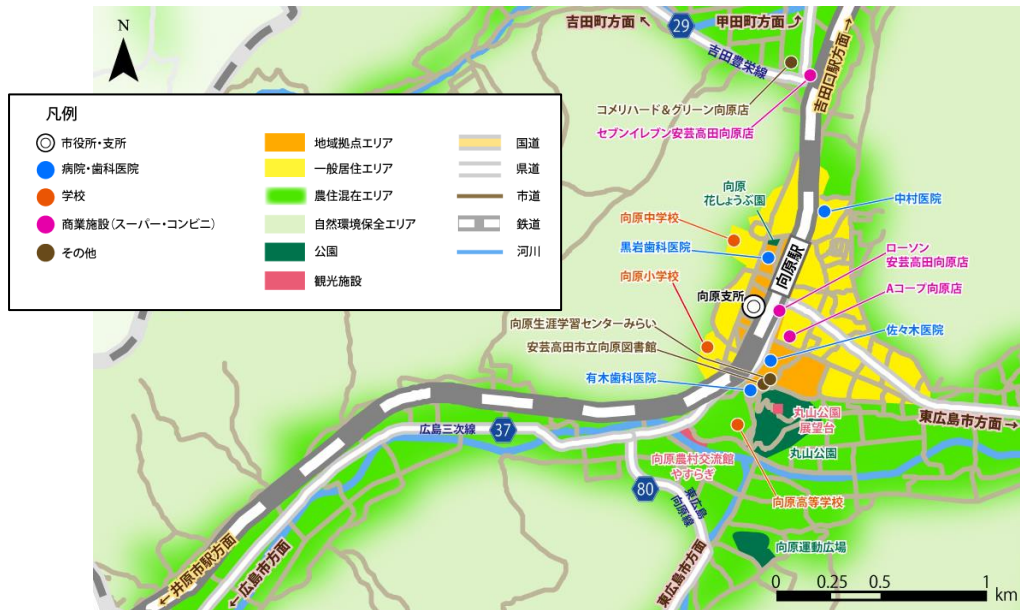 N
凡例
市役所・支所
病院・歯科医院
学校
商業施設(スーパー・コンビニ)
その他
地域拠点エリア
一般居住エリア
農住混在エリア
自然環境保全エリア
公園
観光施設
国道
県道
市道
鉄道
河川
吉田町方面↖
29
甲田町方面⤴
吉田豊栄線
吉田口駅方面→
コメリハード&グリーン向原店
セブンイレブン安芸高田向原店
向原
花しょうぶ園
中村医院
向原中学校
黒岩歯科医院
向原駅
ローソン
安芸高田向原店
向原小学校
Aコープ向原店
向原支所
向原生涯学習センターみらい
安芸高田市立向原図書館
佐々木医院
有木歯科医院
丸山公園
展望台
東広島市方面→
広島三次線
37
丸山公園
向原農村交流館
やすらぎ
80
東広島
向原線
向原高等学校
向原運動広場
←井原市駅方面
←広島市方面
東広島市方面
0
0.25
0.5
1
km